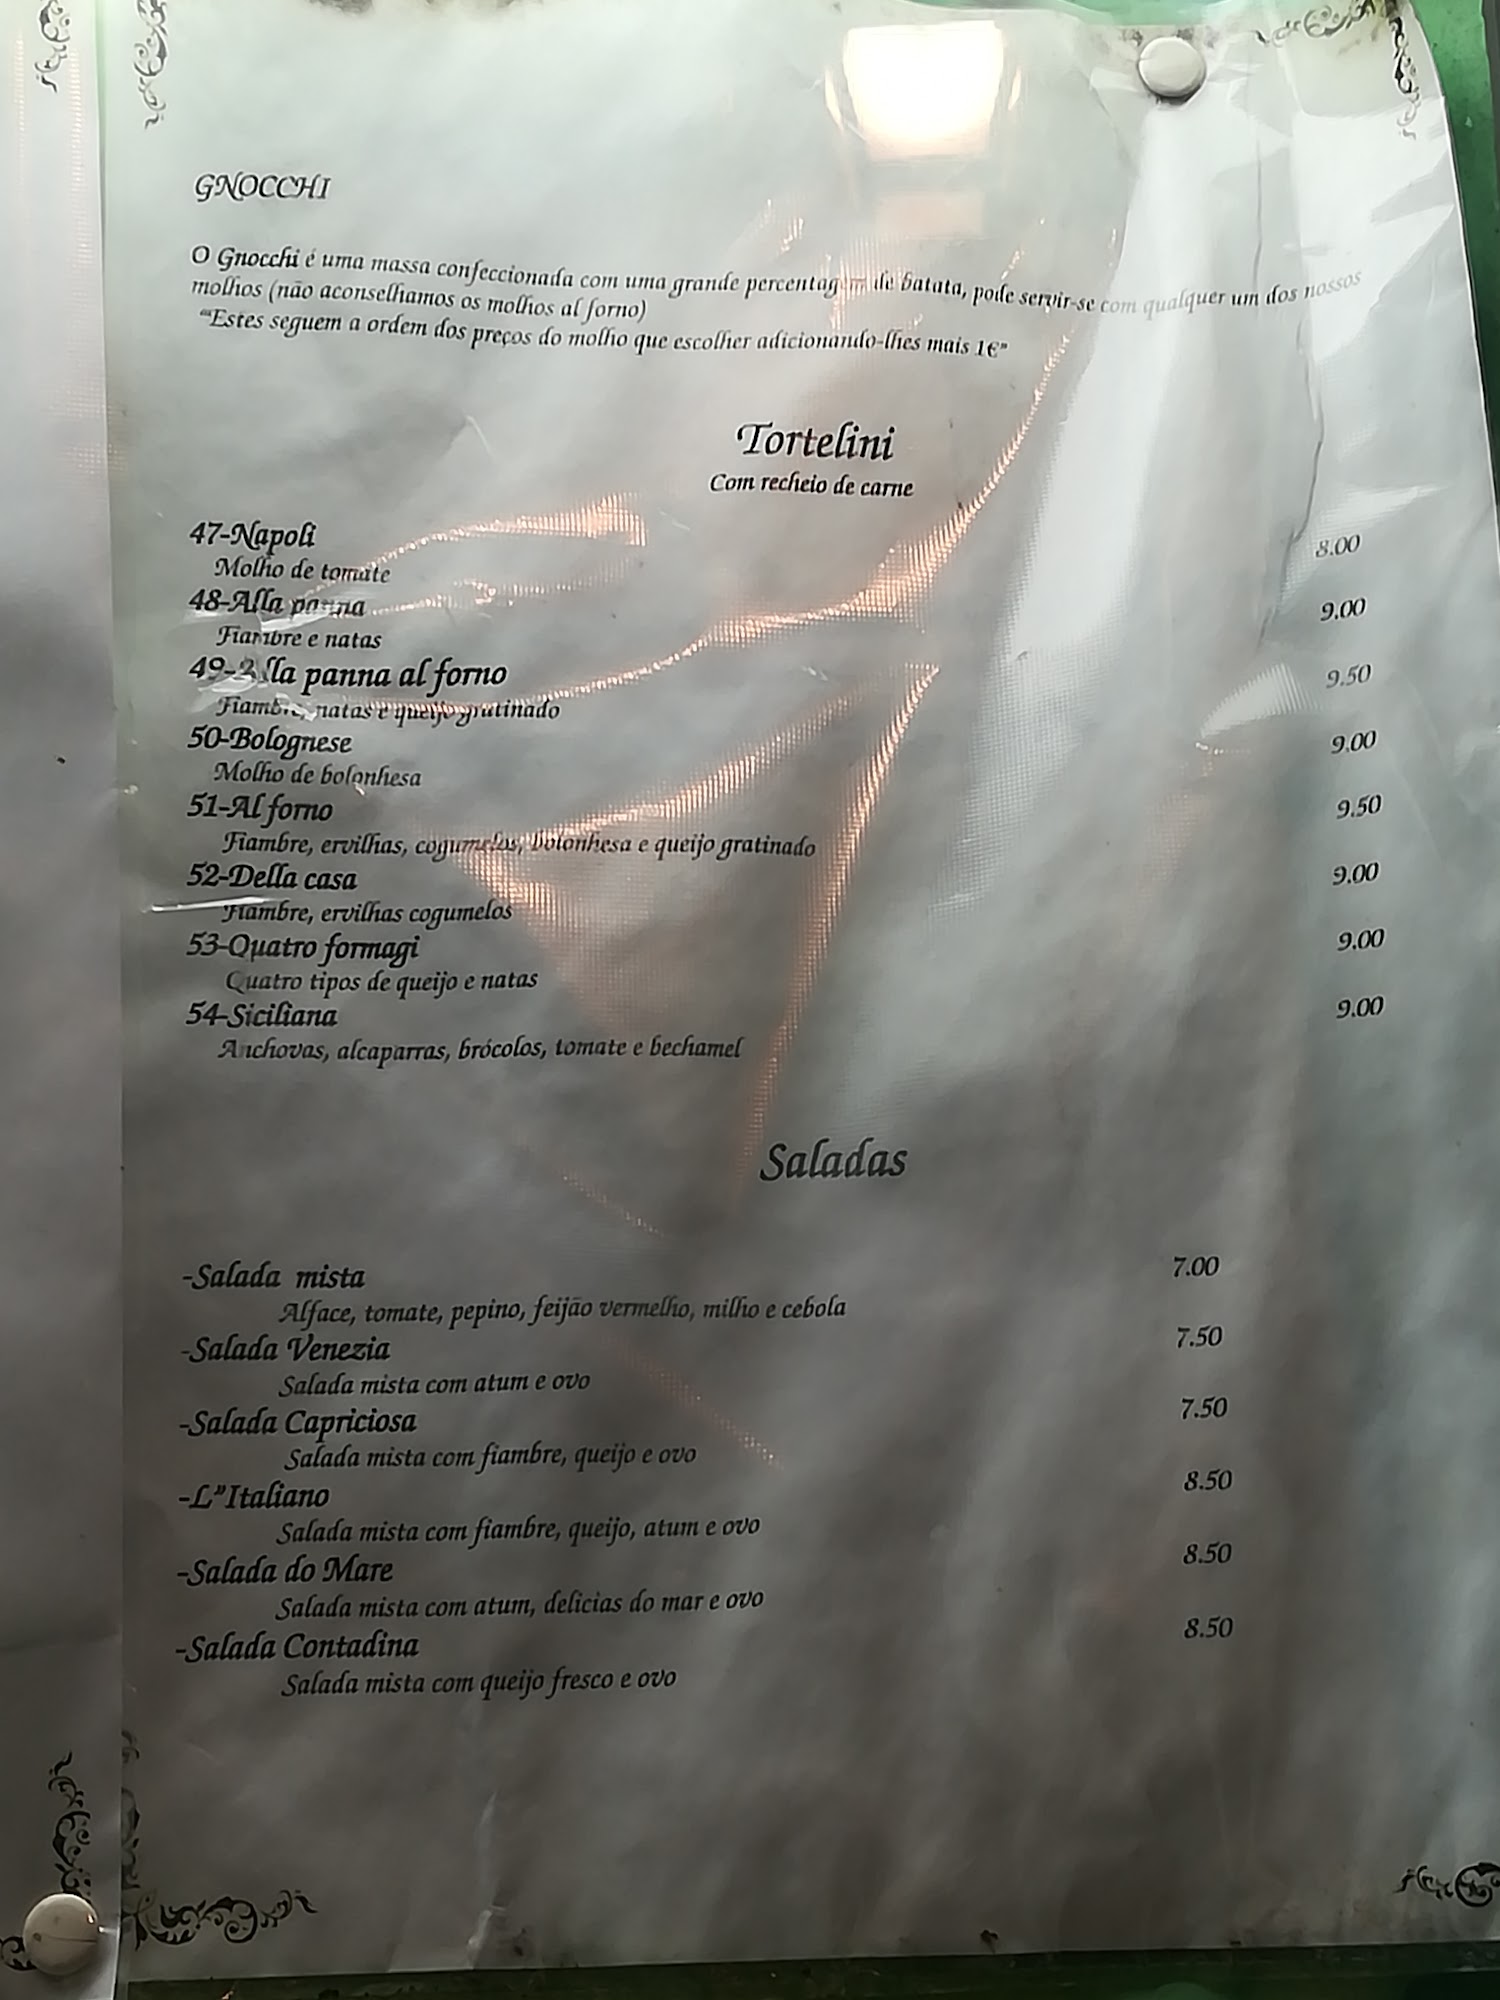 GNOCCHI
O Gnocchi é uma massa confeccionada com uma grande percentagem de batata, pode servir-se com qualquer um dos nossos
molhos (não aconselhamos os molhos al forno)
"“Estes seguem a ordem dos preços do molho que escolher adicionando-lhes mais 1€”
Tortelini
Com recheio de carne
47-Napoli 8.00
Molho de tomate
48-Alla panna 9.00
Fiambre e natas
49-Alla panna al forno 9.50
Fiambre, natas e queijo gratinado
50-Bolognese 9.00
Molho de bolonhesa
51-Al forno 9.50
Fiambre, ervilhas, cogumelos, bolonhesa e queijo gratinado
52-Della casa 9.00
Fiambre, ervilhas cogumelos
53-Quatro formagi 9.00
Quatro tipos de queijo e natas
54-Siciliana 9.00
Anchovas, alcaparras, brócolos, tomate e bechamel
Saladas
-Salada mista 7.00
Alface, tomate, pepino, feijão vermelho, milho e cebola
-Salada Venezia 7.50
Salada mista com atum e ovo
-Salada Capriciosa 7.50
Salada mista com fiambre, queijo e ovo
-L”Italiano 8.50
Salada mista com fiambre, queijo, atum e ovo
-Salada do Mare 8.50
Salada mista com atum, delicias do mar e ovo
-Salada Contadina 8.50
Salada mista com queijo fresco e ovo